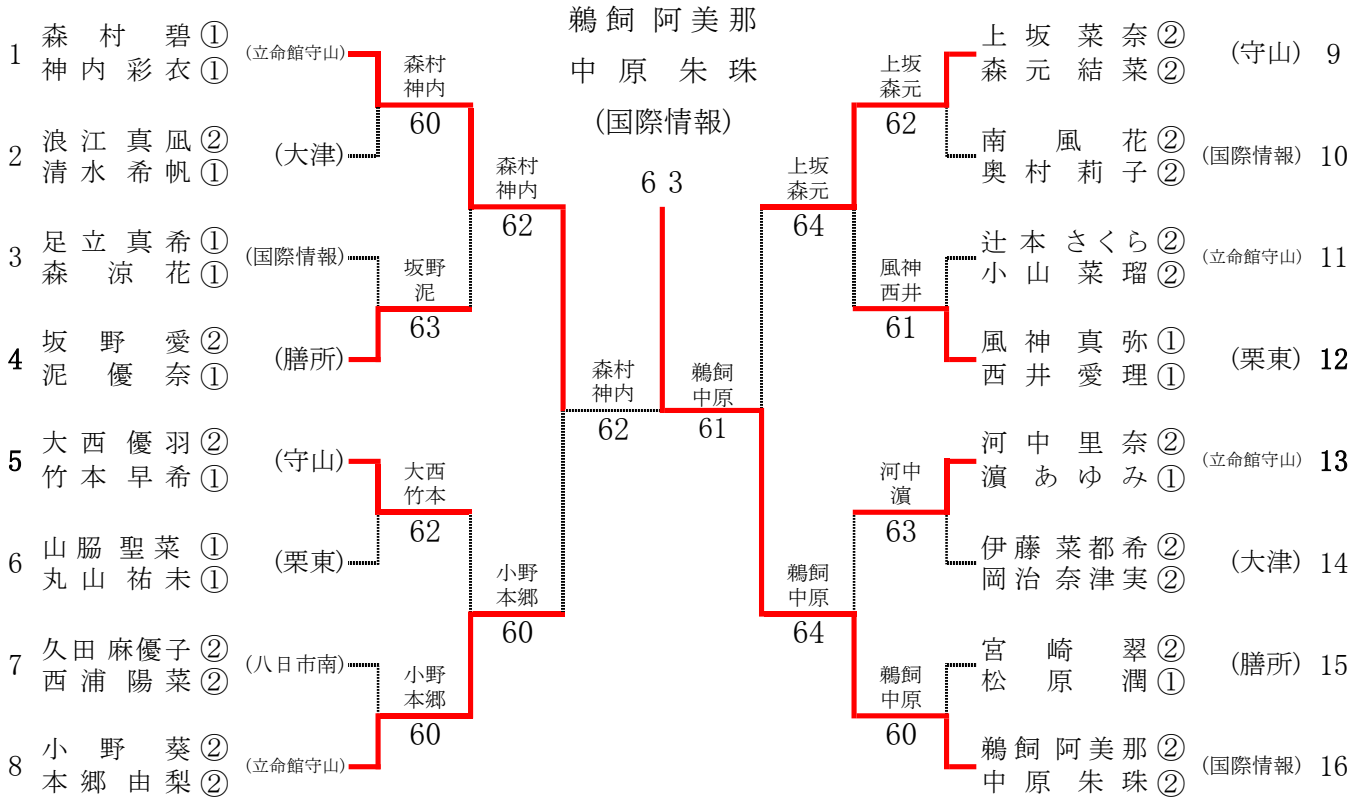 鵜飼 阿美那
中原朱珠
(国際情報)
6 3
1 森村碧① (立命館守山)
神内彩衣①
2 浪江真凪② (大津)
清水希帆①
3 足立真希① (国際情報)
森涼花①
4 坂野愛② (膳所)
泥優奈①
5 大西優羽② (守山)
竹本早希①
6 山脇聖菜① (栗東)
丸山祐未①
7 久田麻優子② (八日市南)
西浦陽菜②
8 小野葵② (立命館守山)
本郷由梨②
森村
神内
60
坂野
泥
63
大西
竹本
62
小野
本郷
60
森村
神内
62
小野
本郷
60
森村
神内
62
鵜飼
中原
61
上坂
森元
64
鵜飼
中原
64
上坂
森元
62
風神
西井
61
河中
濵
63
鵜飼
中原
60
上坂菜奈② (守山) 9
森元結菜②
南風花② (国際情報) 10
奥村莉子②
辻本さくら② (立命館守山) 11
小山菜瑠②
風神真弥① (栗東) 12
西井愛理①
河中里奈② (立命館守山) 13
濵あゆみ①
伊藤菜都希② (大津) 14
岡治奈津実②
宮崎翠② (膳所) 15
松原潤①
鵜飼 阿美那② (国際情報) 16
中原朱珠②